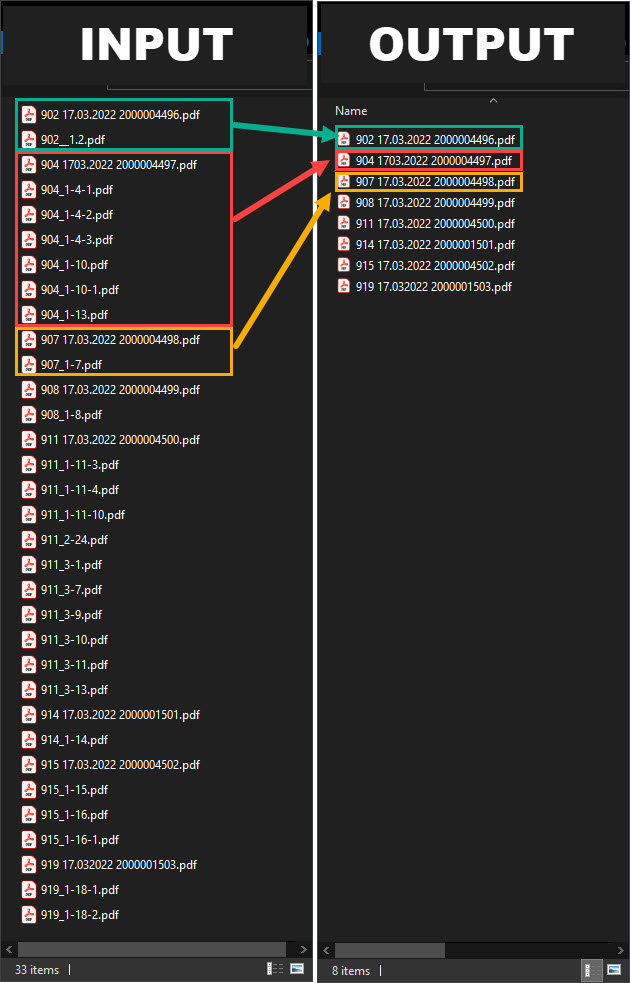 INPUT
902 17.03.2022 2000004496.pdf
902__1.2.pdf
904 1703.2022 2000004497.pdf
904_1-4-1.pdf
904_1-4-2.pdf
904_1-4-3.pdf
904_1-10.pdf
904_1-10-1.pdf
904_1-13.pdf
907 17.03.2022 2000004498.pdf
907_1-7.pdf
908 17.03.2022 2000004499.pdf
908_1-8.pdf
911 17.03.2022 2000004500.pdf
911_1-11-3.pdf
911_1-11-4.pdf
911_1-11-10.pdf
911_2-24.pdf
911_3-1.pdf
911_3-7.pdf
911_3-9.pdf
911_3-10.pdf
911_3-11.pdf
911_3-13.pdf
914 17.03.2022 2000001501.pdf
914_1-14.pdf
915 17.03.2022 2000004502.pdf
915_1-15.pdf
915_1-16.pdf
915_1-16-1.pdf
919 17.032022 2000001503.pdf
919_1-18-1.pdf
919_1-18-2.pdf
33 items
OUTPUT
Name
902 17.03.2022 2000004496.pdf
904 1703.2022 2000004497.pdf
907 17.03.2022 2000004498.pdf
908 17.03.2022 2000004499.pdf
911 17.03.2022 2000004500.pdf
914 17.03.2022 2000001501.pdf
915 17.03.2022 2000004502.pdf
919 17.032022 2000001503.pdf
8 items